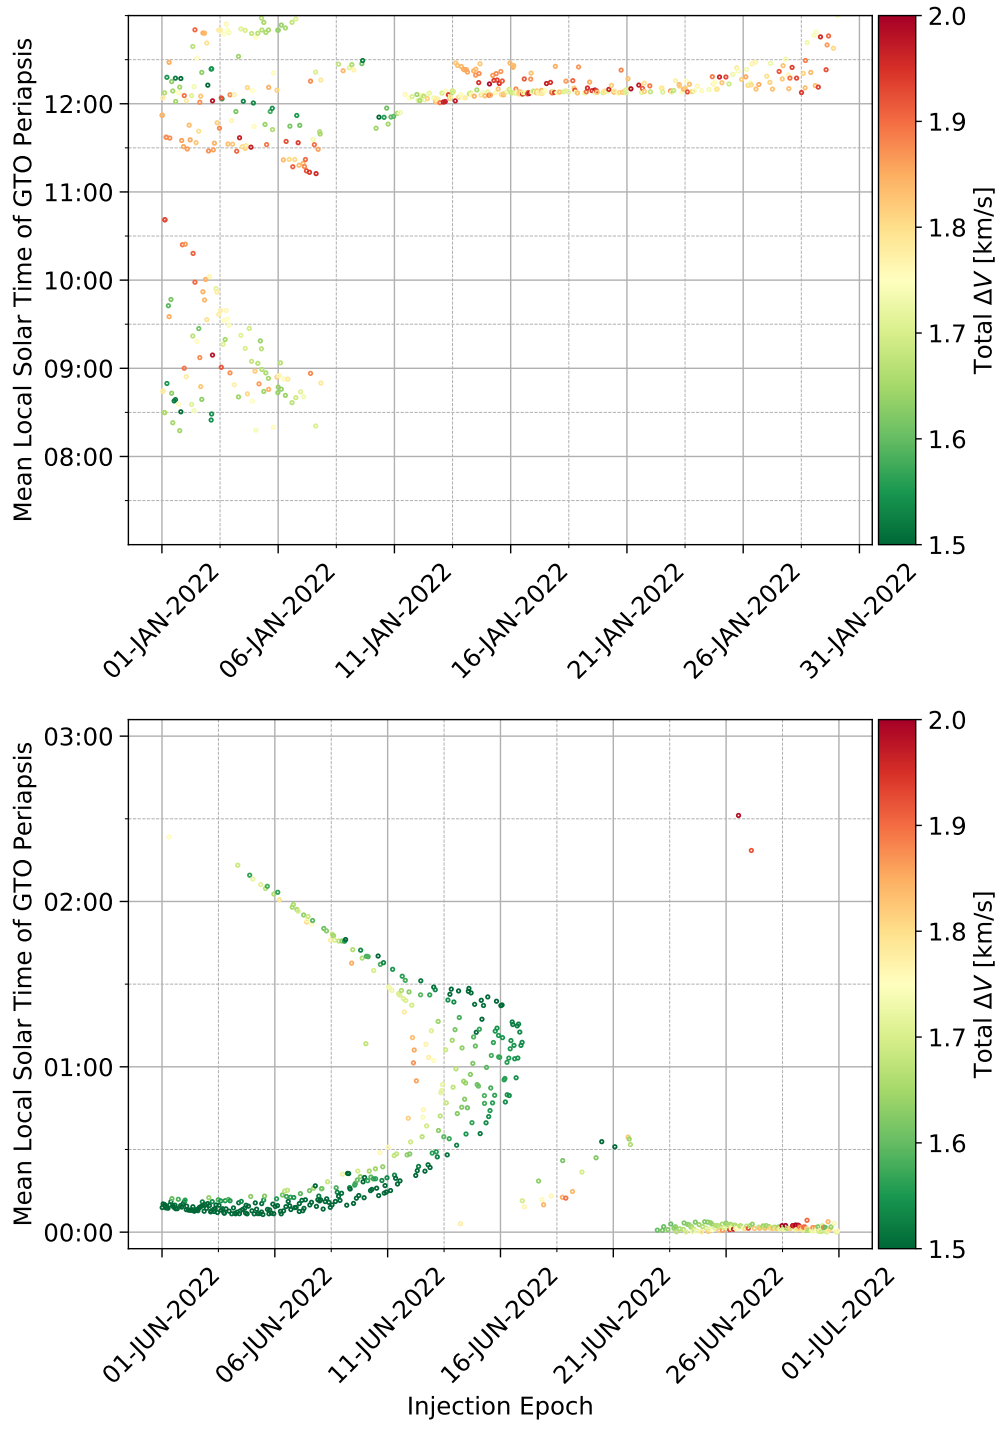 Mean Local Solar Time of GTO Periapsis
12:00
11:00
10:00
09:00
08:00
01-JAN-2022
06-JAN-2022
11-JAN-2022
16-JAN-2022
21-JAN-2022
26-JAN-2022
31-JAN-2022
2.0
1.9
1.8
1.7
1.6
1.5
Total ΔV [km/s]
Mean Local Solar Time of GTO Periapsis
03:00
02:00
01:00
00:00
01-JUN-2022
06-JUN-2022
11-JUN-2022
16-JUN-2022
21-JUN-2022
26-JUN-2022
01-JUL-2022
Injection Epoch
2.0
1.9
1.8
1.7
1.6
1.5
Total ΔV [km/s]